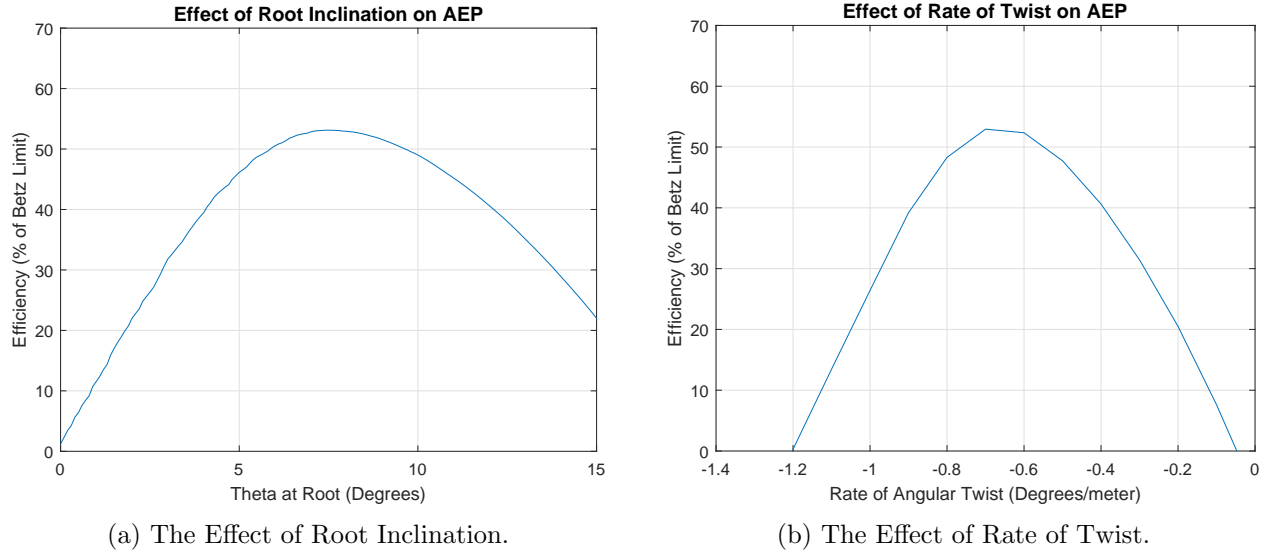 Effect of Root Inclination on AEP
Efficiency (% of Betz Limit)
70
60
50
40
30
20
10
0
0 5 10 15
Theta at Root (Degrees)
(a) The Effect of Root Inclination.
Effect of Rate of Twist on AEP
Efficiency (% of Betz Limit)
70
60
50
40
30
20
10
0
-1.4 -1.2 -1 -0.8 -0.6 -0.4 -0.2 0
Rate of Angular Twist (Degrees/meter)
(b) The Effect of Rate of Twist.